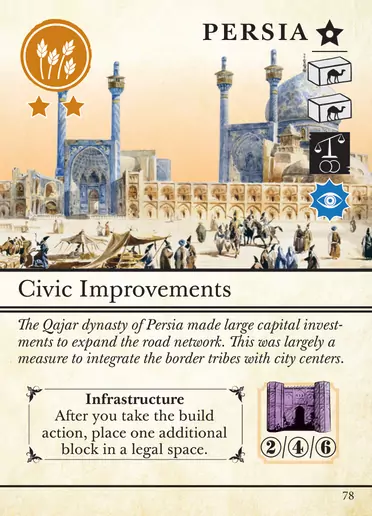 PERSIA
Civic Improvements
The Qajar dynasty of Persia made large capital invest-
ments to expand the road network. This was largely a
measure to integrate the border tribes with city centers.
Infrastructure
After you take the build
action, place one additional
block in a legal space.
2/4/6
78